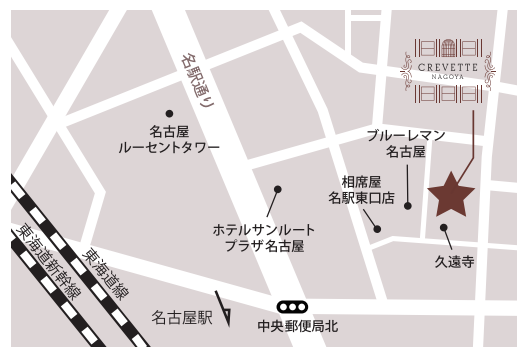 CREVETTE
NAGOYA
名駅通り
名古屋
ルーセントタワー
ブルーレマン
名古屋
相席屋
名駅東口店
ホテルサンルート
プラザ名古屋
久遠寺
東海道線
東海道新幹線
名古屋駅
中央郵便局北